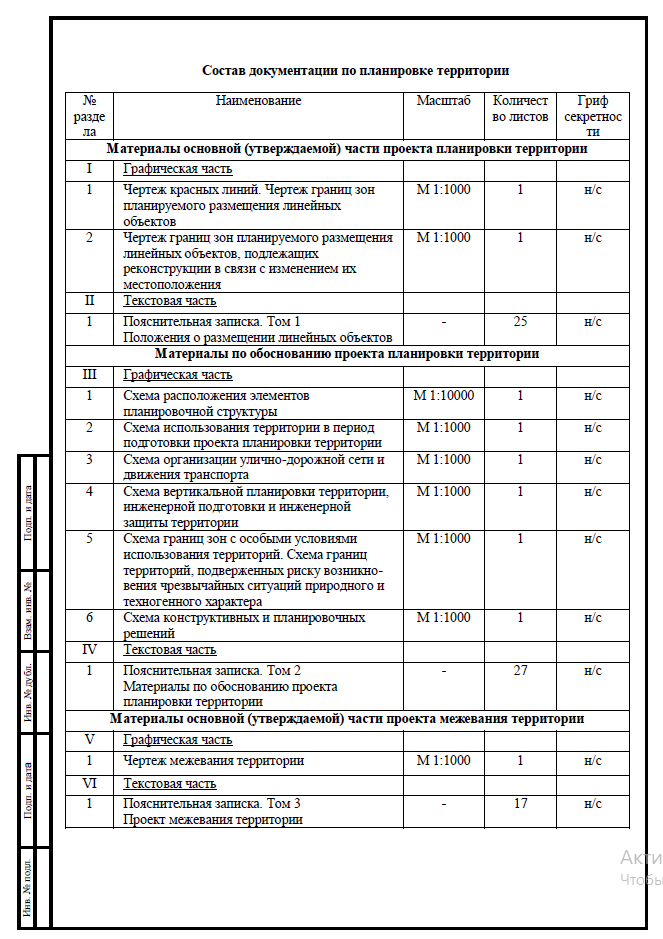 Состав документации по планировке территории
№ Наименование Масштаб Количест Гриф
разде во листов секретнос
ла ти
Материалы основной (утверждаемой) части проекта планировки территории
I Графическая часть
1 Чертеж красных линий. Чертеж границ зон М 1:1000 1 н/с
планируемого размещения линейных
объектов
2 Чертеж границ зон планируемого размещения М 1:1000 1 н/с
линейных объектов, подлежащих
реконструкции в связи с изменением их
местоположения
II Текстовая часть
1 Пояснительная записка. Том 1 - 25 н/с
Положения о размещении линейных объектов
Материалы по обоснованию проекта планировки территории
III Графическая часть
1 Схема расположения элементов М 1:10000 1 н/с
планировочной структуры
2 Схема использования территории в период М 1:1000 1 н/с
подготовки проекта планировки территории
3 Схема организации улично-дорожной сети и М 1:1000 1 н/с
движения транспорта
4 Схема вертикальной планировки территории, М 1:1000 1 н/с
инженерной подготовки и инженерной
защиты территории
5 Схема границ зон с особыми условиями М 1:1000 1 н/с
использования территорий. Схема границ
территорий, подверженных риску возникно-
вения чрезвычайных ситуаций природного и
техногенного характера
6 Схема конструктивных и планировочных М 1:1000 1 н/с
решений
IV Текстовая часть
1 Пояснительная записка. Том 2 - 27 н/с
Материалы по обоснованию проекта
планировки территории
Материалы основной (утверждаемой) части проекта межевания территории
V Графическая часть
1 Чертеж межевания территории М 1:1000 1 н/с
VI Текстовая часть
1 Пояснительная записка. Том 3 - 17 н/с
Проект межевания территории
Подп. и дата
Взам. инв. №
Инв. № дубл.
Подп. и дата
Инв. № подл.
Акти
Чтобы